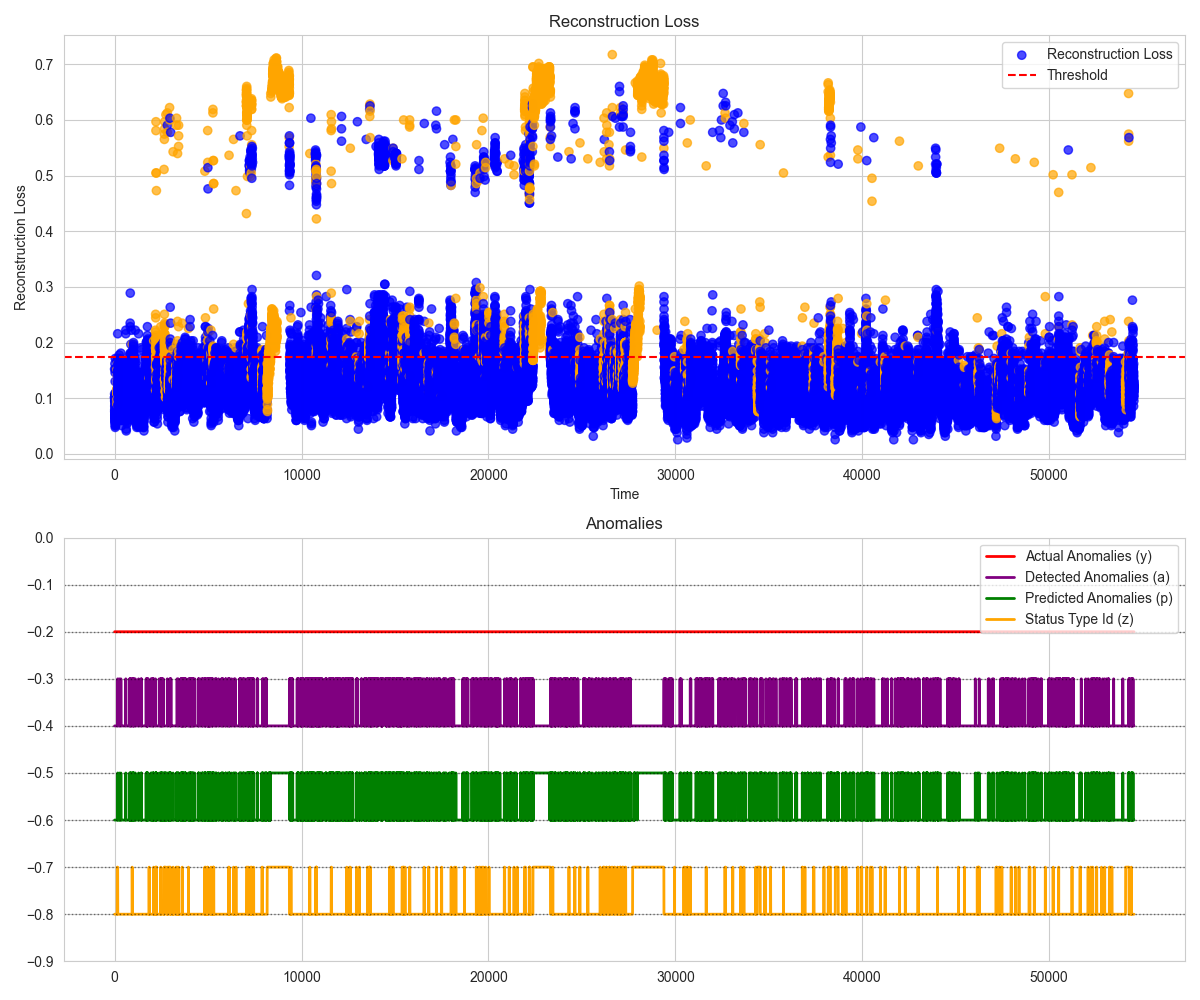 Reconstruction Loss
Reconstruction Loss
Threshold
Reconstruction Loss
0.7
0.6
0.5
0.4
0.3
0.2
0.1
0.0
0 10000 20000 30000 40000 50000
Time
Anomalies
Actual Anomalies (y)
Detected Anomalies (a)
Predicted Anomalies (p)
Status Type Id (z)
0.0
−0.1
−0.2
−0.3
−0.4
−0.5
−0.6
−0.7
−0.8
−0.9
0 10000 20000 30000 40000 50000